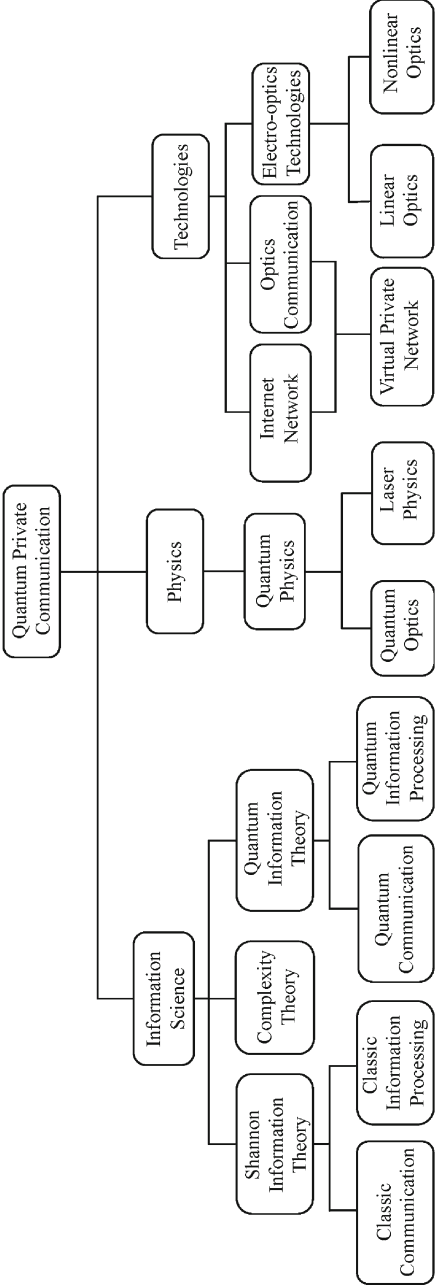 Quantum Private
Communication
Information
Science
Physics
Technologies
Shannon
Information
Theory
Complexity
Theory
Quantum
Information
Theory
Quantum
Physics
Internet
Network
Optics
Communication
Electro-optics
Technologies
Classic
Communication
Classic
Information
Processing
Quantum
Communication
Quantum
Information
Processing
Quantum
Optics
Laser
Physics
Virtual Private
Network
Linear
Optics
Nonlinear
Optics